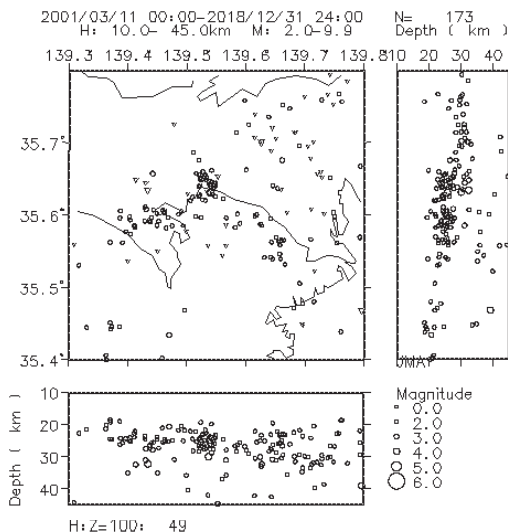 2001/03/11 00:00-2018/12/31 24:00 N= 173
H: 10.0- 45.0km M: 2.0-9.9 Depth ( km )
139.3 139.4 139.5 139.6 139.7 139.8 10 20 30 40
35.7°
35.6°
35.5°
35.4°
JMA
10
20
30
40
Depth ( km )
Magnitude
0.0
2.0
3.0
4.0
5.0
6.0
H:Z=100: 49